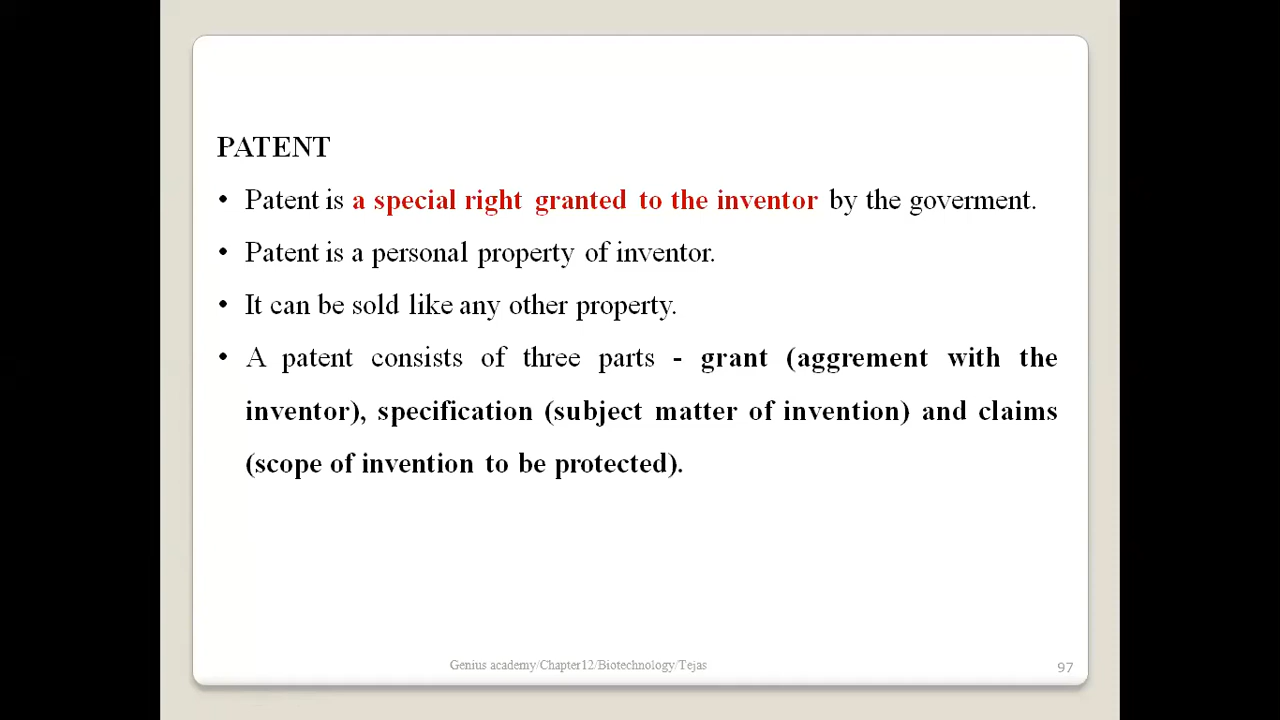 PATENT
• Patent is a special right granted to the inventor by the goverment.
• Patent is a personal property of inventor.
• It can be sold like any other property.
• A patent consists of three parts - grant (aggrement with the
inventor), specification (subject matter of invention) and claims
(scope of invention to be protected).
Genius academy/Chapter12/Biotechnology/Tejas
97